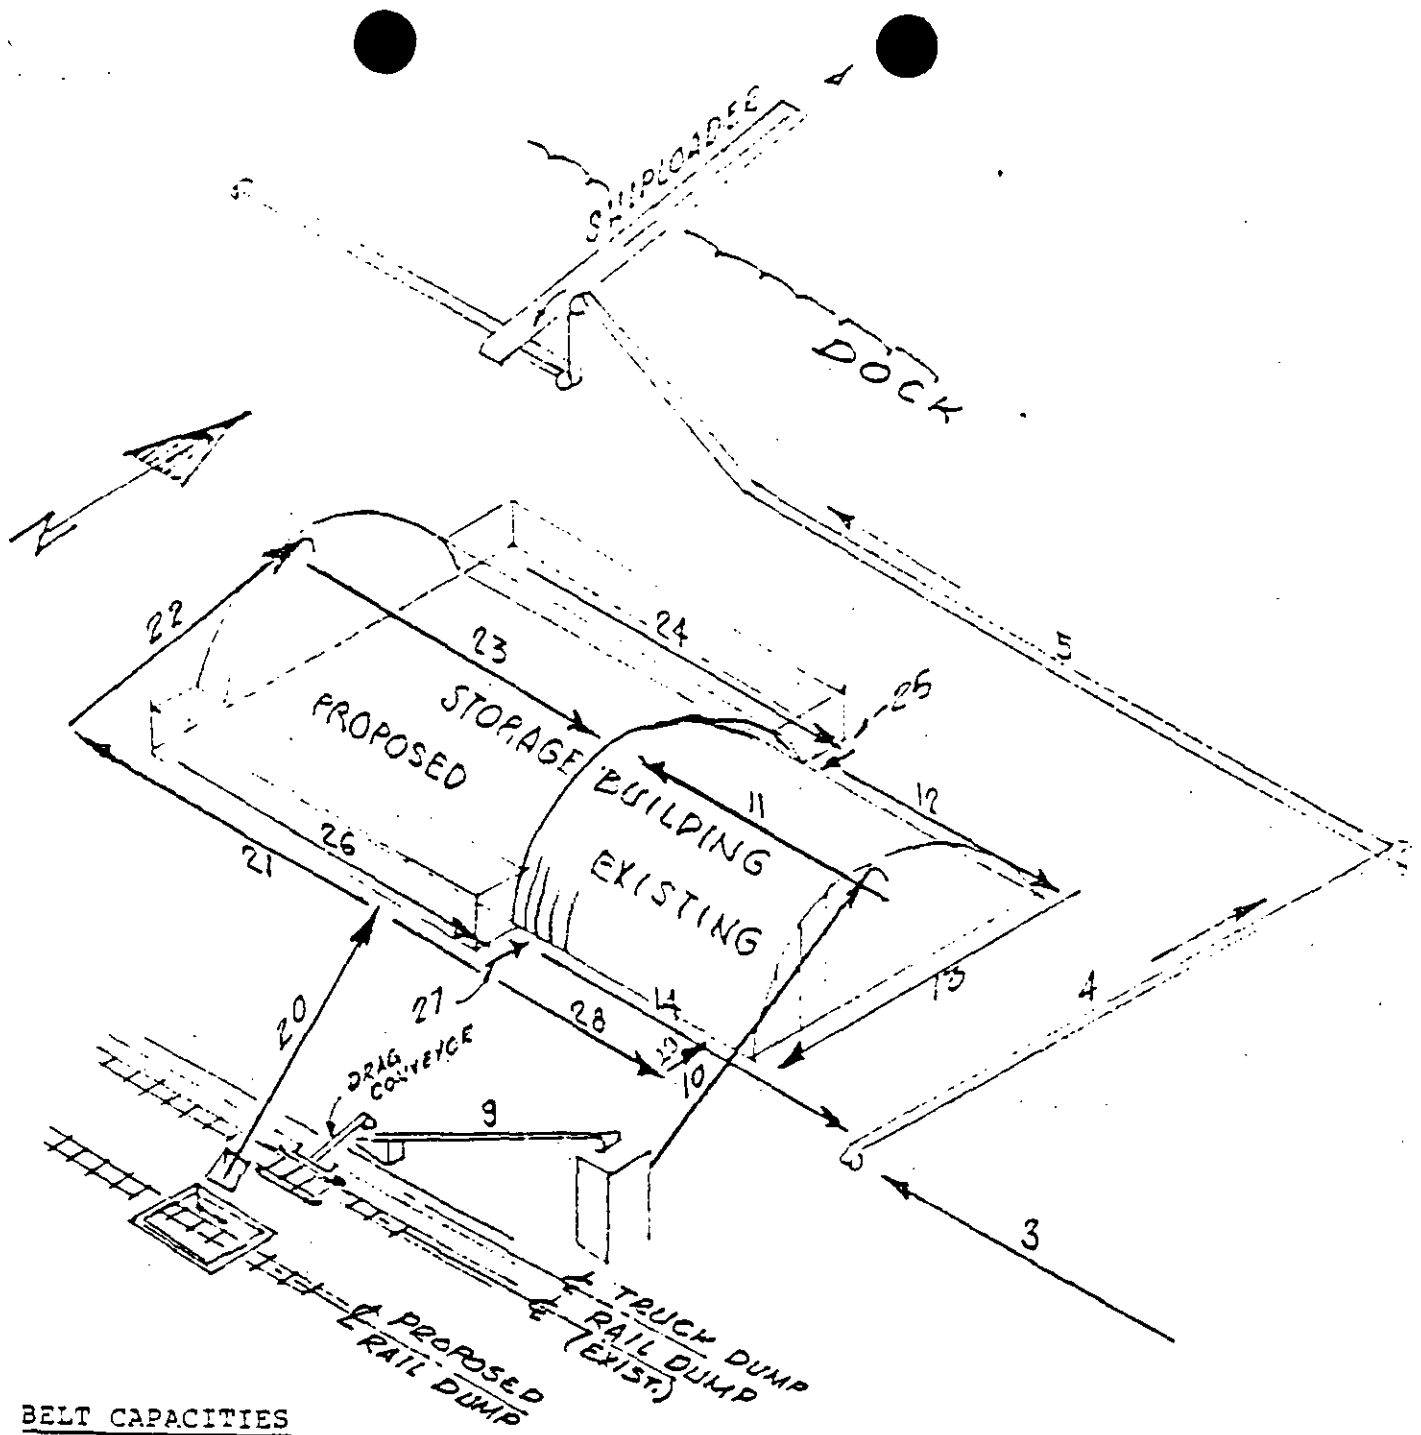 SHIPLOADER
DOCK
N
22
23
24
5
25
PROPOSED
STORAGE BUILDING
EXISTING
11
12
26
21
13
4
14
27
28
29
10
20
DRAG
CONVEYOR
9
3
℄ TRUCK DUMP
℄ RAIL DUMP
(EXIST.)
℄ PROPOSED
RAIL DUMP
BELT CAPACITIES